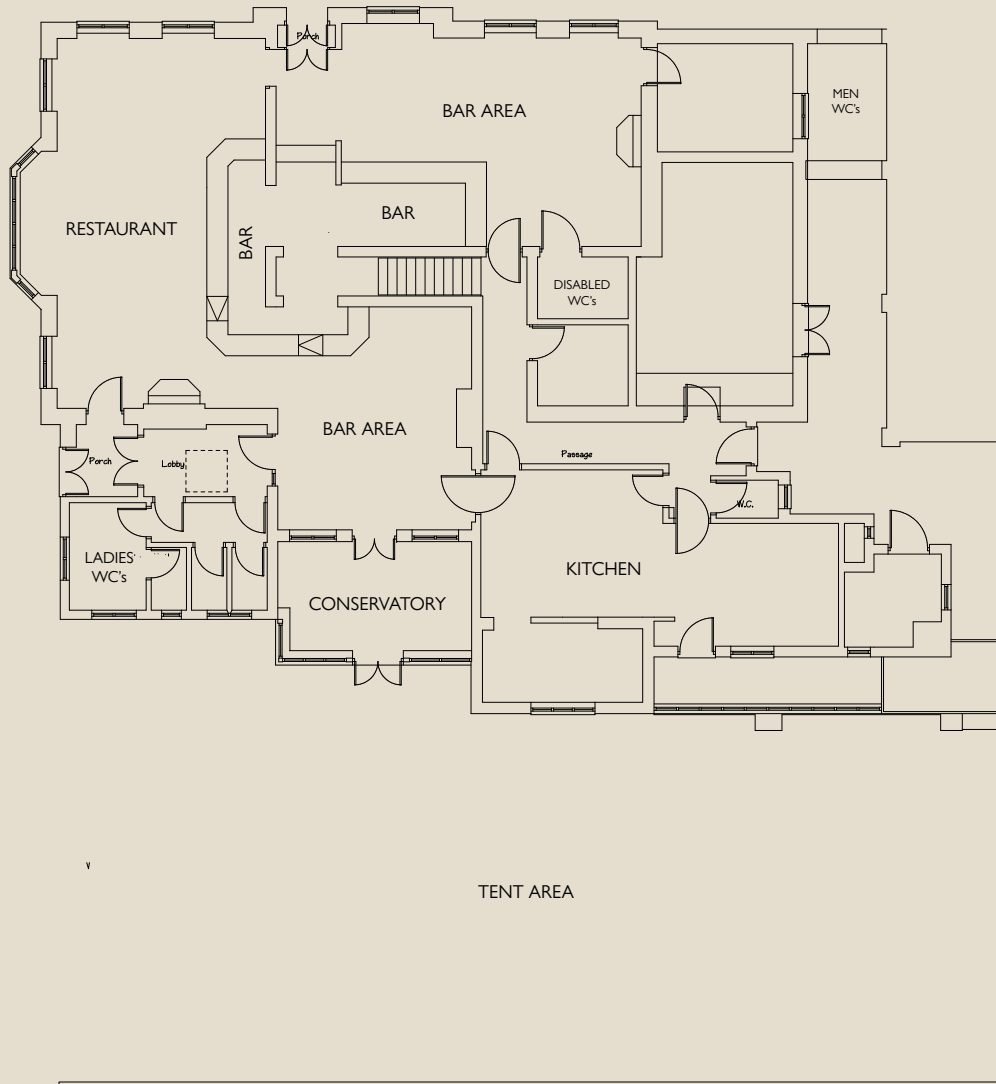 Porch
BAR AREA
MEN
WC's
BAR
RESTAURANT
BAR
DISABLED
WC's
BAR AREA
Passage
Porch
Lobby
W.C.
LADIES
WC's
KITCHEN
CONSERVATORY
TENT AREA